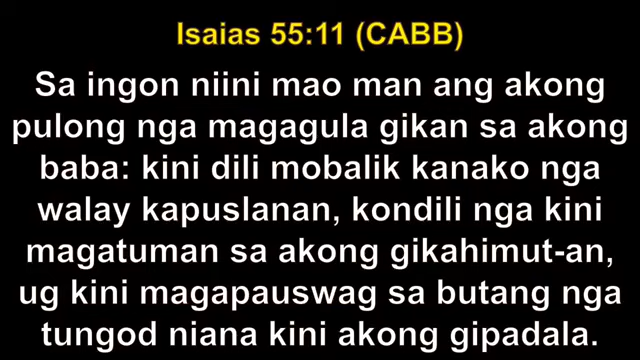 Isaias 55:11 (CABB)
Sa ingon niini mao man ang akong
pulong nga magagula gikan sa akong
baba: kini dili mobalik kanako nga
walay kapuslanan, kondili nga kini
magatuman sa akong gikahimut-an,
ug kini magapauswag sa butang nga
tungod niana kini akong gipadala.